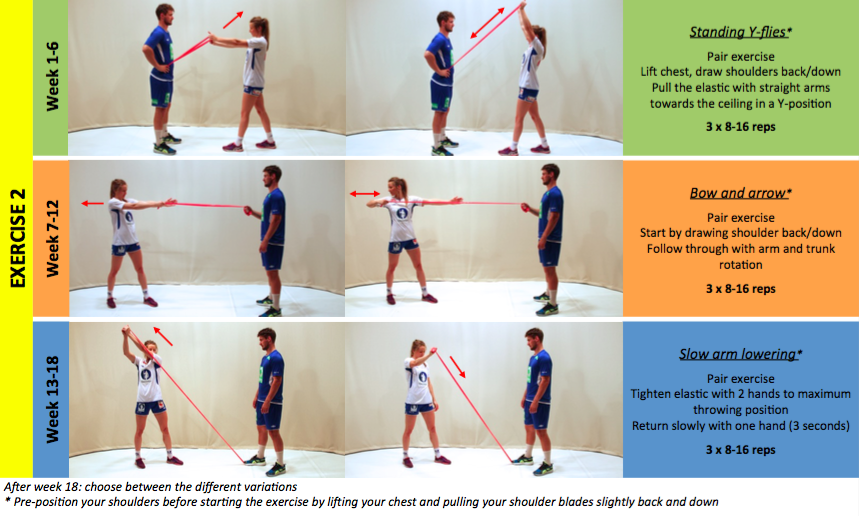 EXERCISE 2
Week 1-6
Standing Y-flies*
Pair exercise
Lift chest, draw shoulders back/down
Pull the elastic with straight arms
towards the ceiling in a Y-position
3 x 8-16 reps
Week 7-12
Bow and arrow*
Pair exercise
Start by drawing shoulder back/down
Follow through with arm and trunk
rotation
3 x 8-16 reps
Week 13-18
Slow arm lowering*
Pair exercise
Tighten elastic with 2 hands to maximum
throwing position
Return slowly with one hand (3 seconds)
3 x 8-16 reps
After week 18: choose between the different variations
* Pre-position your shoulders before starting the exercise by lifting your chest and pulling your shoulder blades slightly back and down